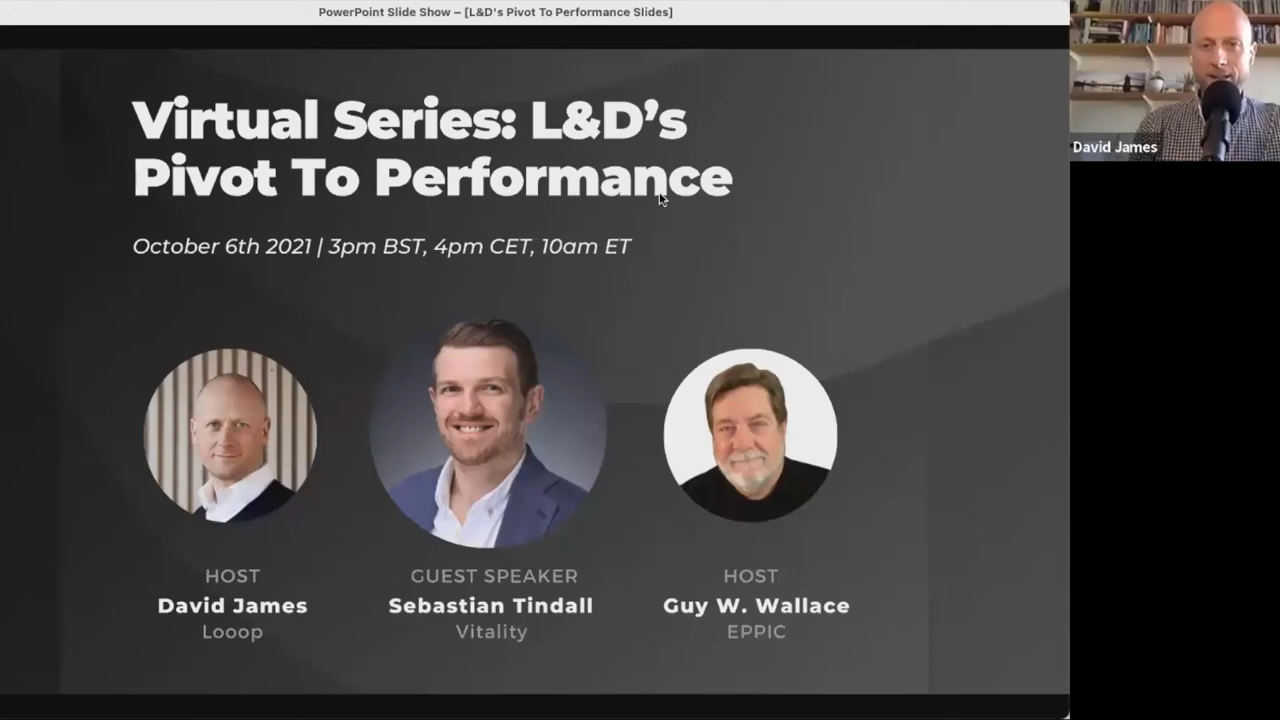 PowerPoint Slide Show – [L&D's Pivot To Performance Slides]
Virtual Series: L&D’s
Pivot To Performance
October 6th 2021 | 3pm BST, 4pm CET, 10am ET
HOST
David James
Looop
GUEST SPEAKER
Sebastian Tindall
Vitality
HOST
Guy W. Wallace
EPPIC
David James